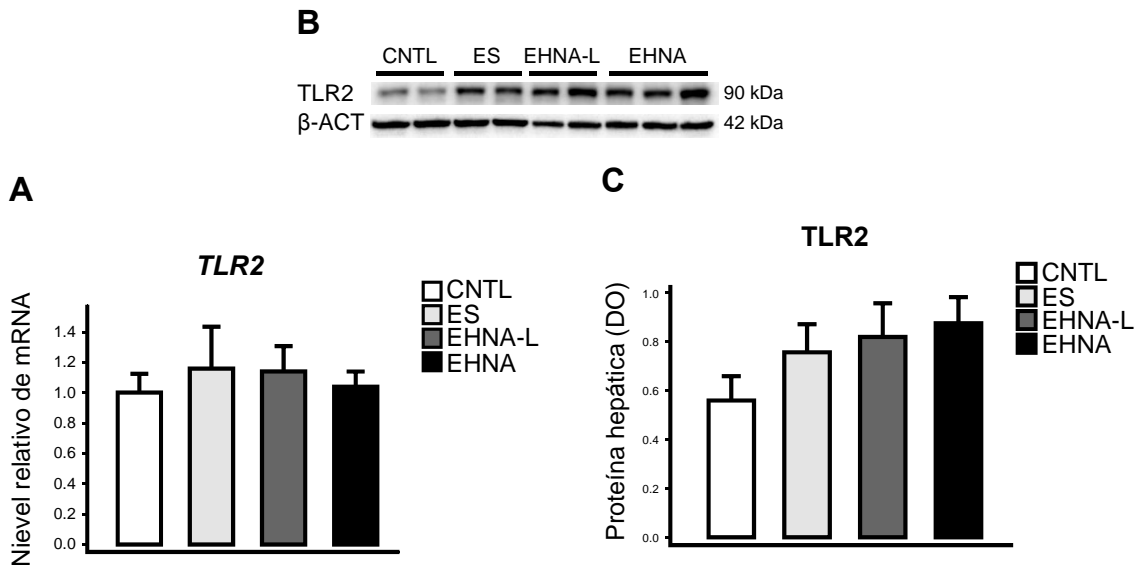 B
CNTL ES EHNA-L EHNA
TLR2 90 kDa
β-ACT 42 kDa
A
TLR2
Nievel relativo de mRNA
1.4
1.2
1.0
0.8
0.6
0.4
0.2
0.0
CNTL
ES
EHNA-L
EHNA
C
TLR2
Proteína hepática (DO)
1.0
0.8
0.6
0.4
0.2
0.0
CNTL
ES
EHNA-L
EHNA